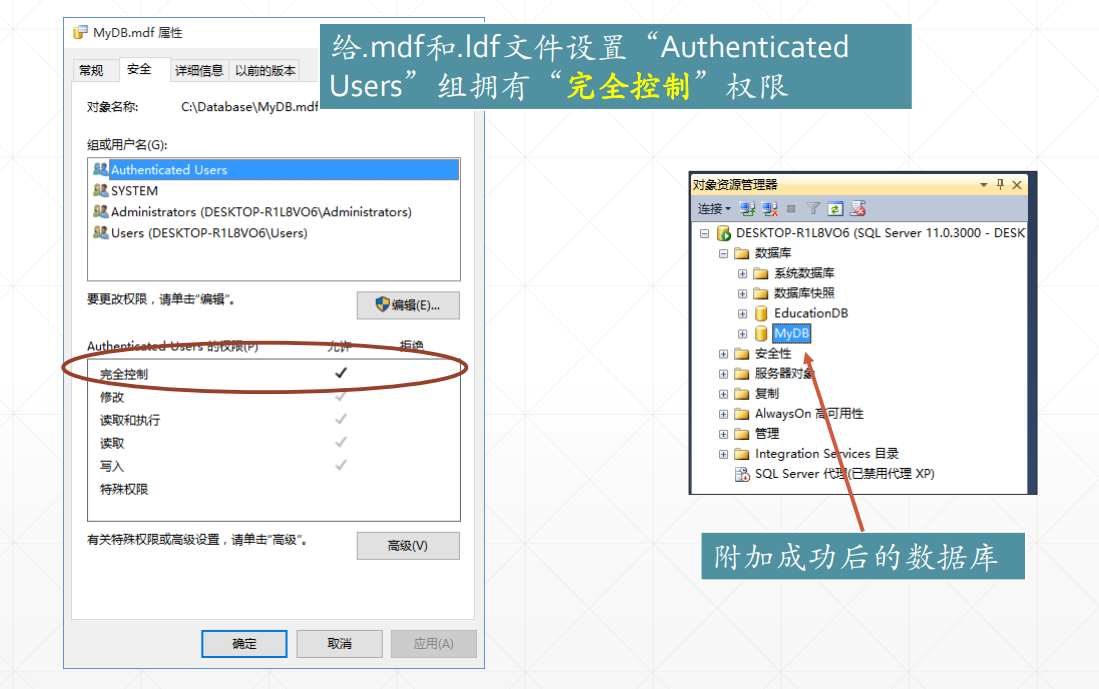 MyDB.mdf 属性
给.mdf和.ldf文件设置“Authenticated
Users”组拥有“完全控制”权限
常规 安全 详细信息 以前的版本
对象名称: C:\Database\MyDB.mdf
组或用户名(G):
Authenticated Users
SYSTEM
Administrators (DESKTOP-R1L8VO6\Administrators)
Users (DESKTOP-R1L8VO6\Users)
要更改权限，请单击"编辑"。
编辑(E)...
Authenticated Users 的权限(P) 允许 拒绝
完全控制
修改
读取和执行
读取
写入
特殊权限
有关特殊权限或高级设置，请单击"高级"。
高级(V)
确定 取消 应用(A)
对象资源管理器
连接
DESKTOP-R1L8VO6 (SQL Server 11.0.3000 - DESK
数据库
系统数据库
数据库快照
EducationDB
MyDB
安全性
服务器对象
复制
AlwaysOn 高可用性
管理
Integration Services 目录
SQL Server 代理(已禁用代理 XP)
附加成功后的数据库